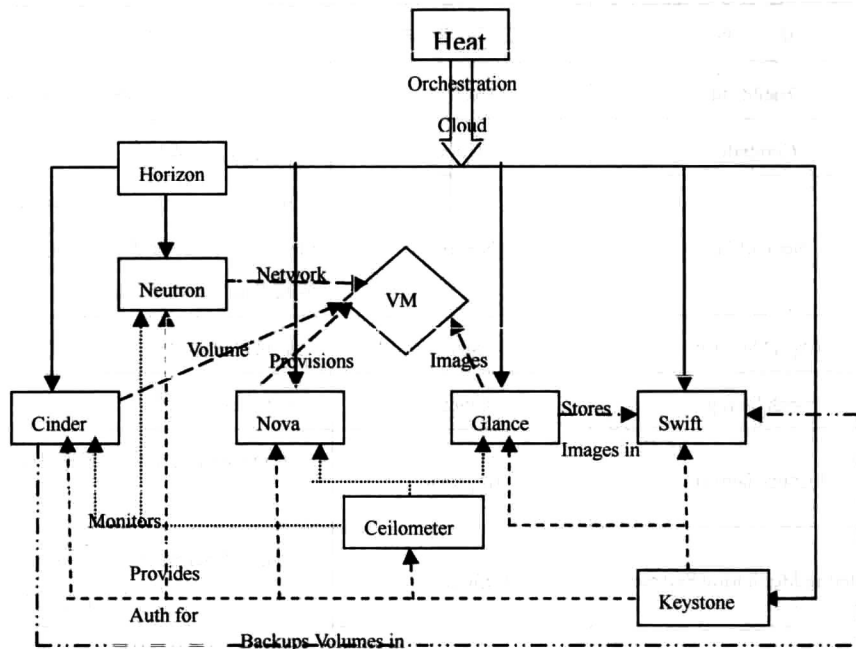 Heat
Orchestration
Cloud
Horizon
Neutron
Network
VM
Volume
Provisions
Images
Cinder
Nova
Glance
Stores
Swift
Images in
Monitors
Ceilometer
Provides
Keystone
Auth for
Backups Volumes in